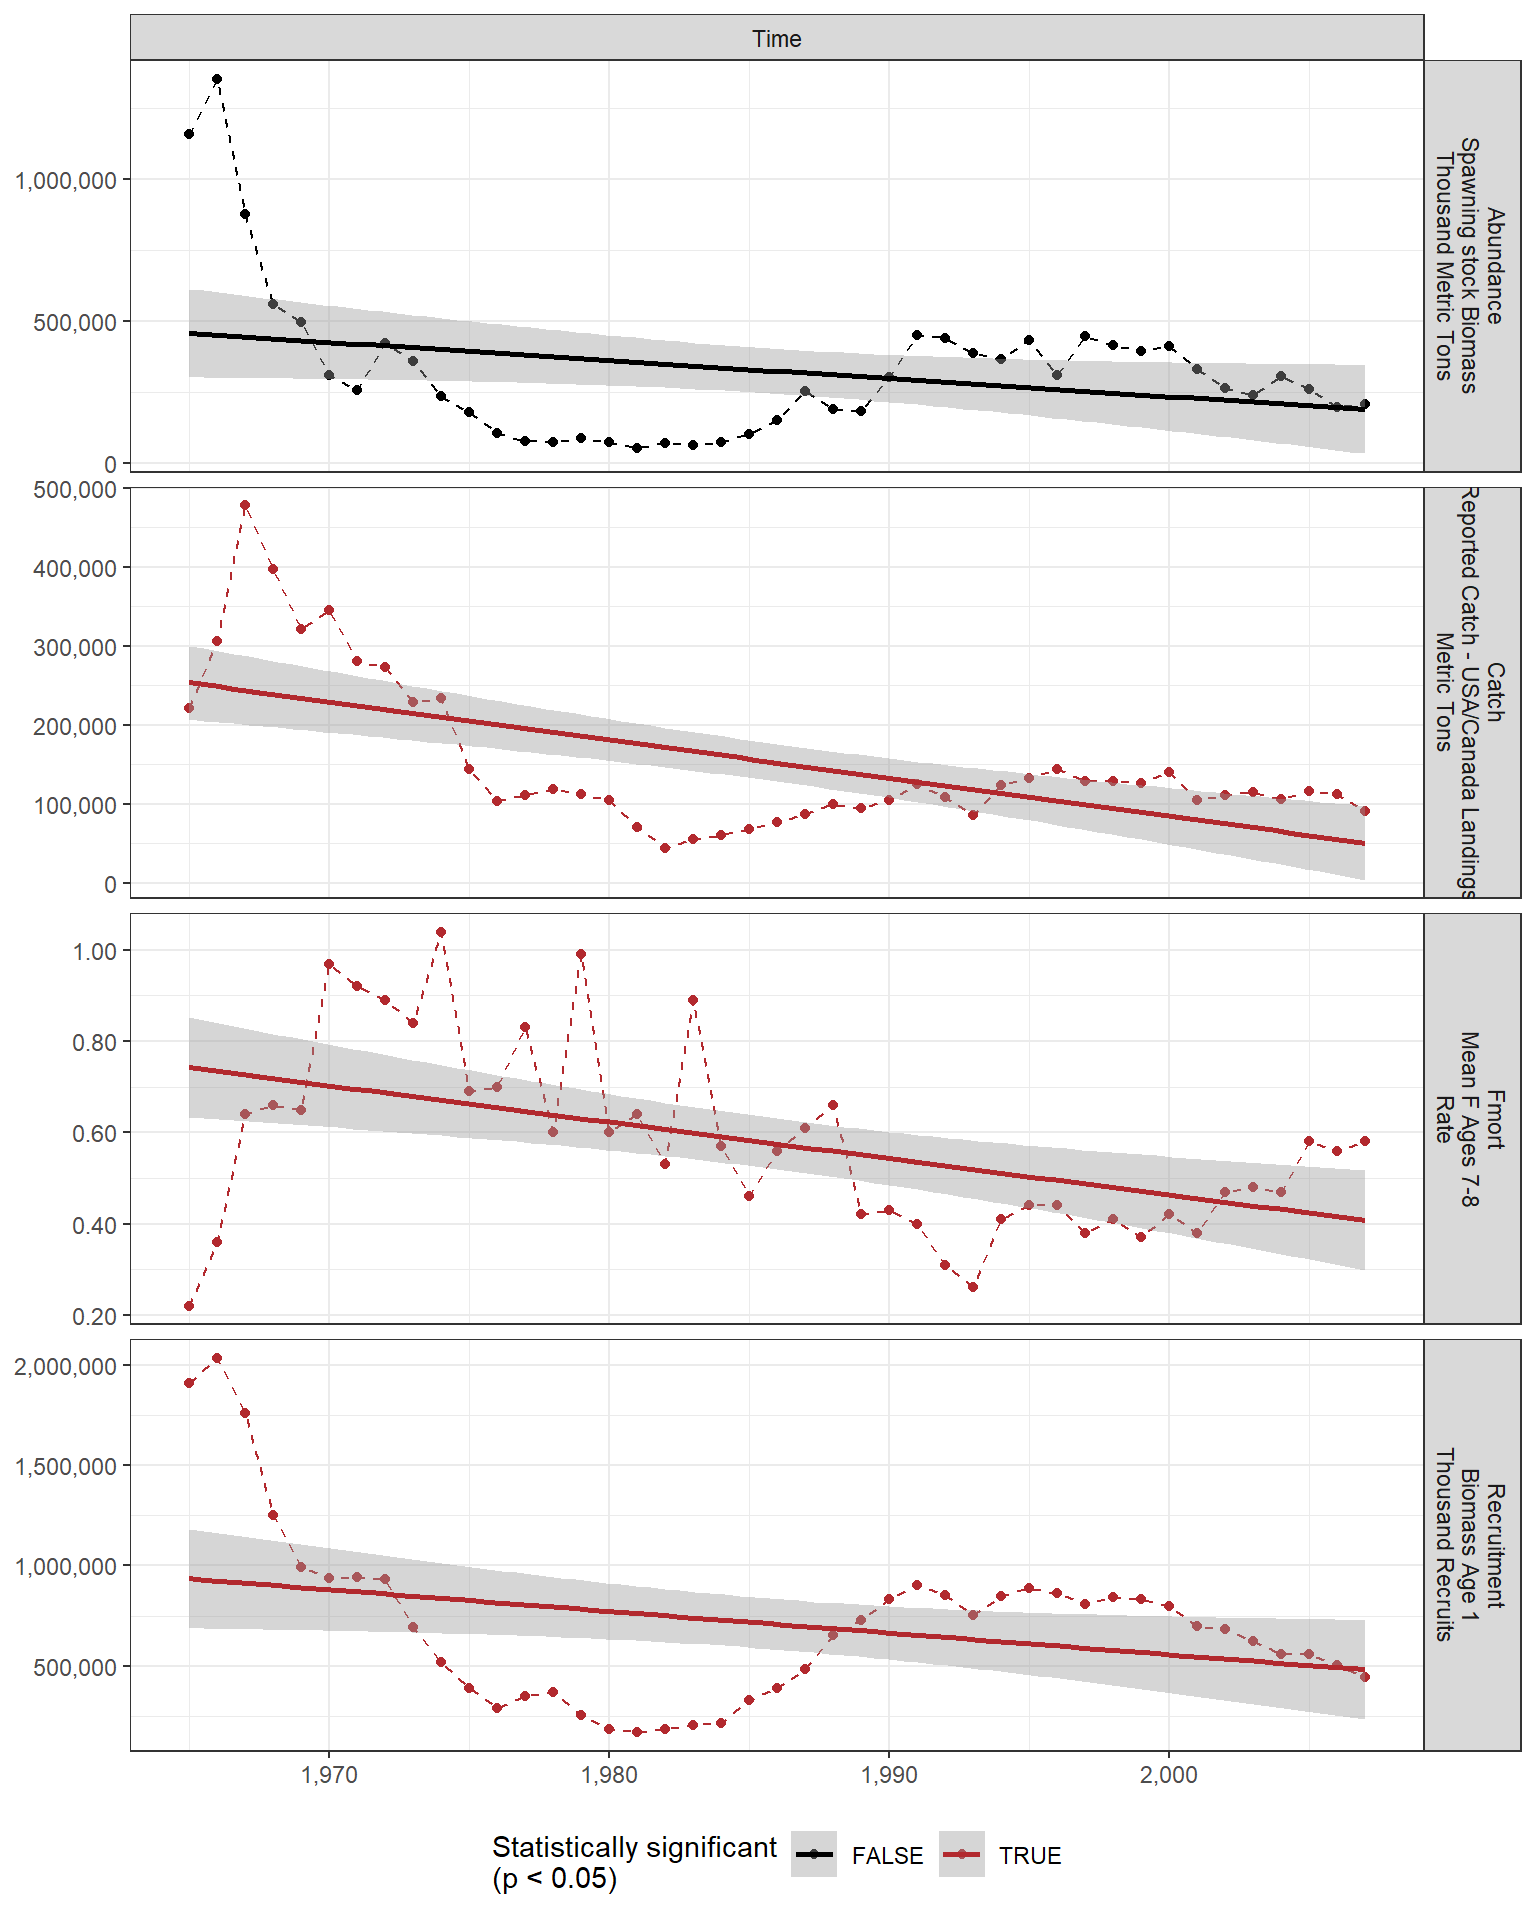 Time
1,000,000
500,000
0
Abundance
Spawning stock Biomass
Thousand Metric Tons
500,000
400,000
300,000
200,000
100,000
0
Catch
Reported Catch - USA/Canada Landings
Metric Tons
1.00
0.80
0.60
0.40
0.20
Fmort
Mean F Ages 7-8
Rate
2,000,000
1,500,000
1,000,000
500,000
Recruitment
Biomass Age 1
Thousand Recruits
1,970
1,980
1,990
2,000
Statistically significant
(p < 0.05)
FALSE
TRUE